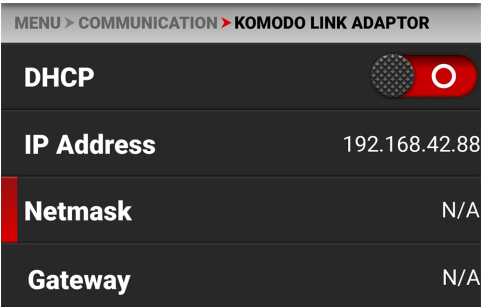 MENU > COMMUNICATION > KOMODO LINK ADAPTOR
DHCP
IP Address 192.168.42.88
Netmask N/A
Gateway N/A